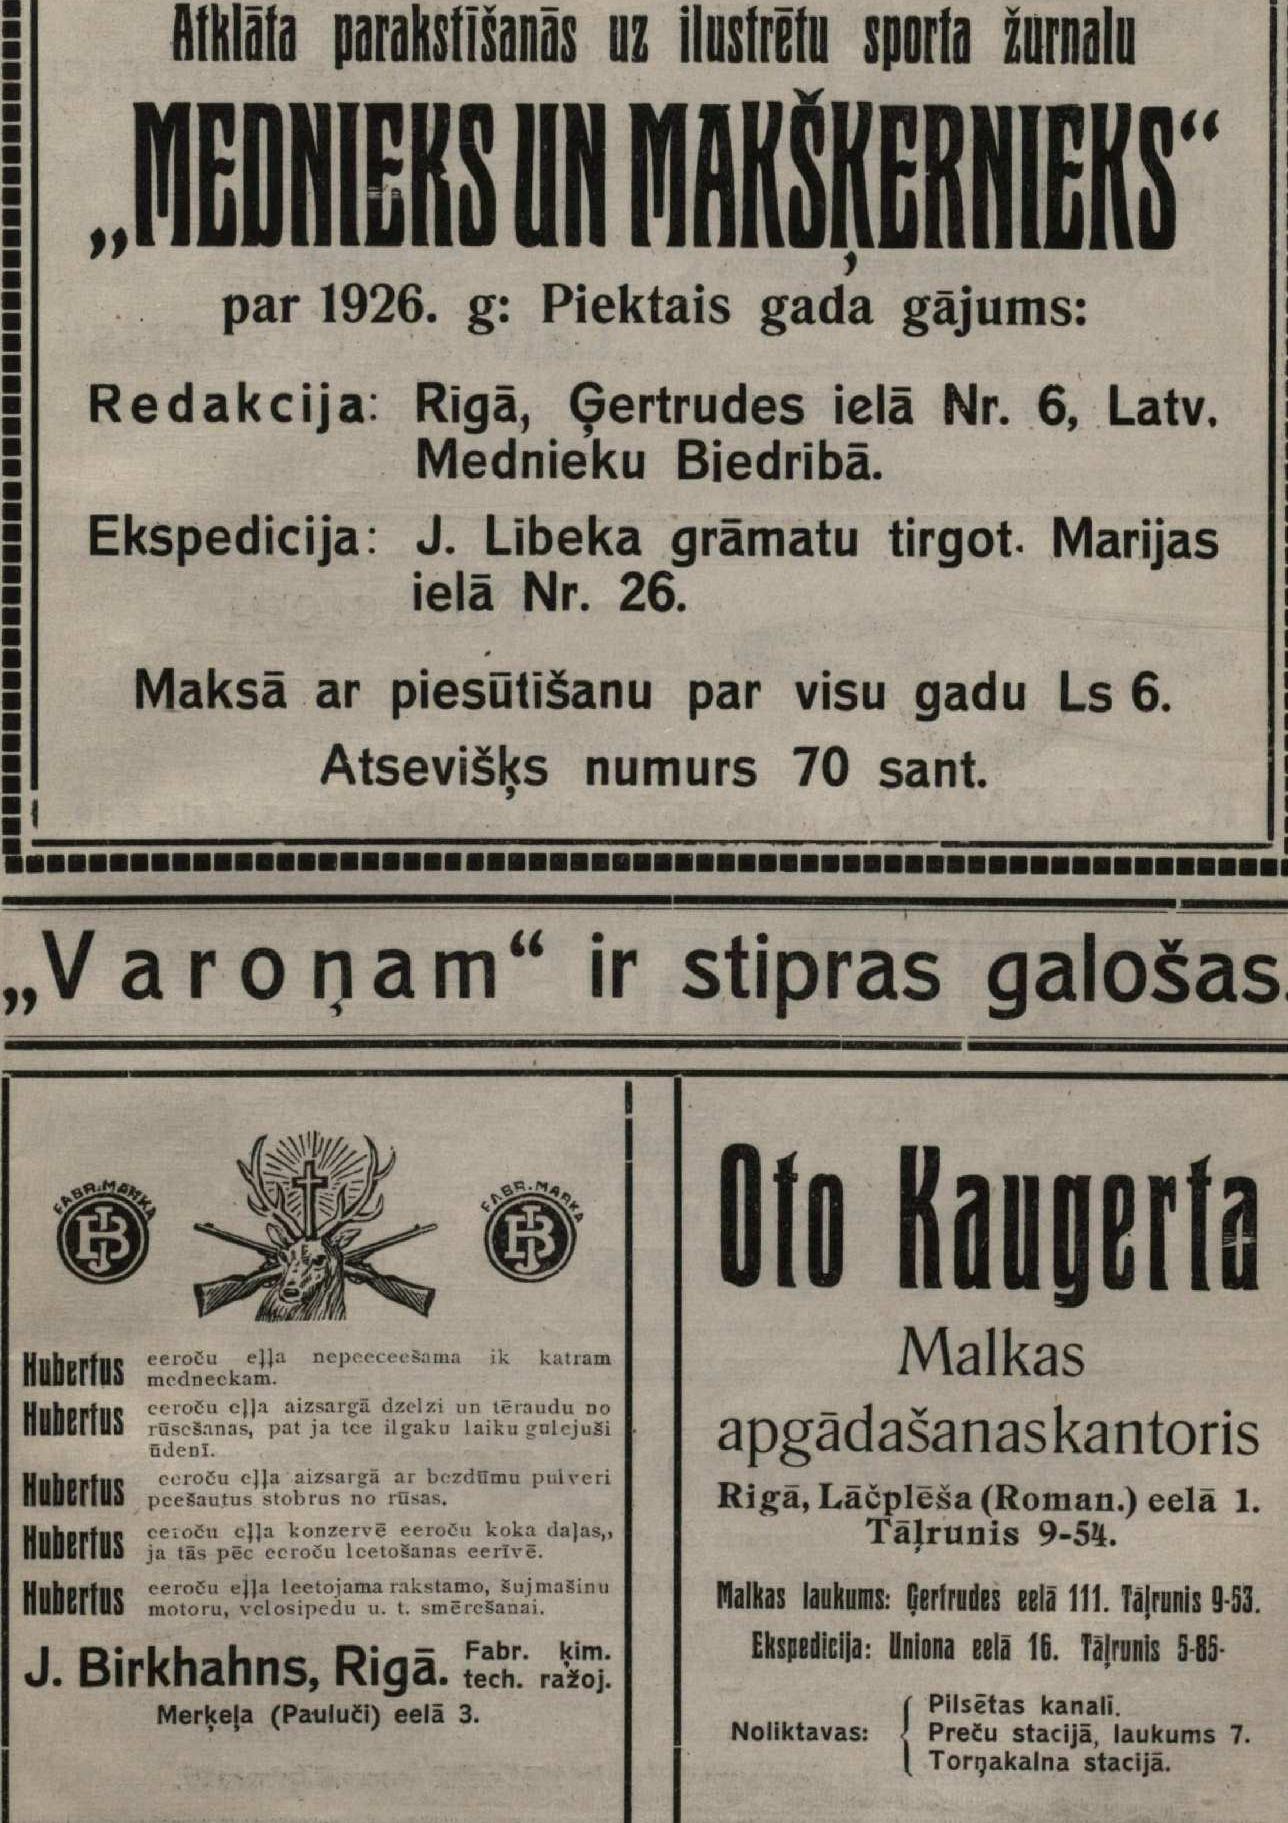 Atklāta parakstīšanās uz ilustrētu sporta žurnalu
„MEDNIEKS UN MAKŠĶERNIEKS“
par 1926. g: Piektais gada gājums:
Redakcija: Rīgā, Ģertrudes ielā Nr. 6, Latv.
Mednieku Biedrībā.
Ekspedicija: J. Lībeka grāmatu tirgot. Marijas
ielā Nr. 26.
Maksā ar piesūtīšanu par visu gadu Ls 6.
Atsevišķs numurs 70 sant.
„Varoņam“ ir stipras galošas.
FABR. MARKA
FABR. MARKA
Hubertus eeroču eļļa nepeeceešama ik katram
medneekam.
Hubertus eeroču eļļa aizsargā dzelzi un tēraudu no
rūsešanas, pat ja tee ilgaku laiku gulejuši
ūdenī.
Hubertus eeroču eļļa aizsargā ar bezdūmu pulveri
peešautus stobrus no rūsas.
Hubertus eeroču eļļa konzervē eeroču koka daļas,,
ja tās pēc eeroču leetošanas eerīvē.
Hubertus eeroču eļļa leetojama rakstamo, šujmašinu
motoru, velosipedu u. t. smērešanai.
J. Birkhahns, Rīgā. Fabr. ķim.
tech. ražoj.
Merķeļa (Pauluči) eelā 3.
Oto Kaugerta
Malkas
apgādašanas kantoris
Rīgā, Lāčplēša (Roman.) eelā 1.
Tāļrunis 9-54.
Malkas laukums: Ģertrudes eelā 111. Tāļrunis 9-53.
Ekspedicija: Uniona eelā 16. Tāļrunis 5-85-
Noliktavas:
Pilsētas kanalī.
Preču stacijā, laukums 7.
Torņakalna stacijā.